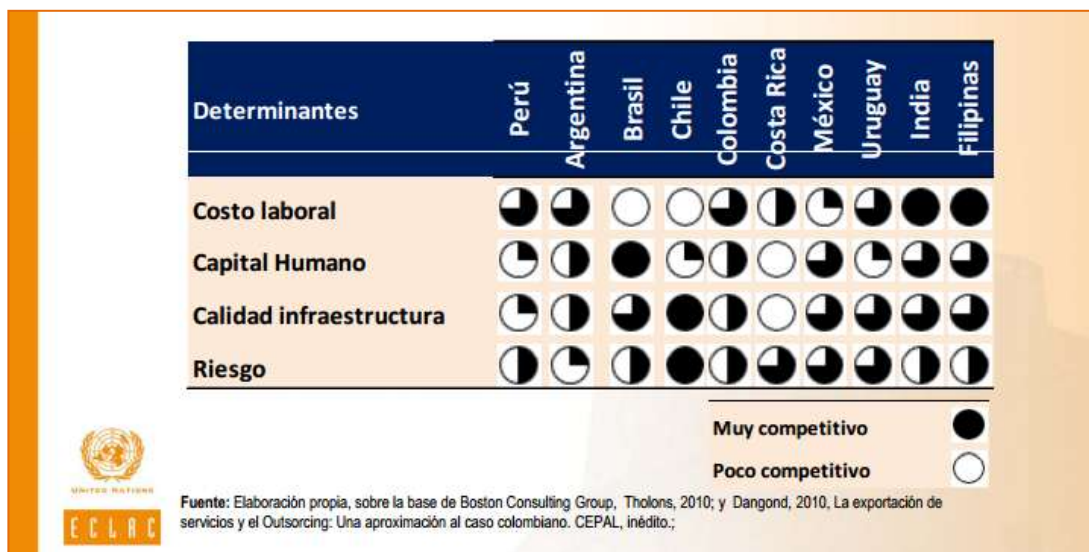 Determinantes
Perú
Argentina
Brasil
Chile
Colombia
Costa Rica
México
Uruguay
India
Filipinas
Costo laboral
Capital Humano
Calidad infraestructura
Riesgo
Muy competitivo
Poco competitivo
UNITED NATIONS
ECLAC
Fuente: Elaboración propia, sobre la base de Boston Consulting Group, Tholons, 2010; y Dangond, 2010, La exportación de
servicios y el Outsorcing: Una aproximación al caso colombiano. CEPAL, inédito.;